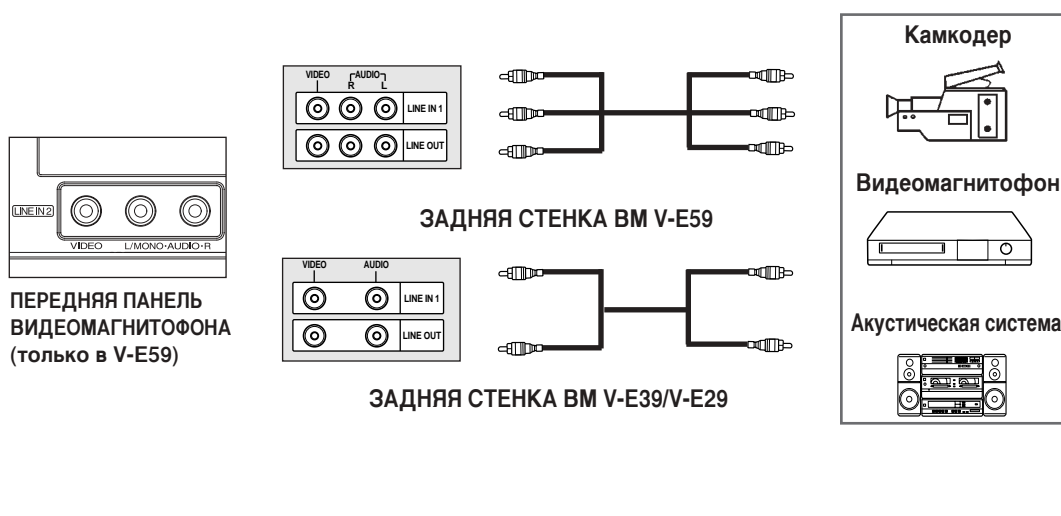 LINE IN 2
VIDEO L/MONO•AUDIO•R
ПЕРЕДНЯЯ ПАНЕЛЬ
ВИДЕОМАГНИТОФОНА
(только в V-E59)
VIDEO AUDIO
R L
LINE IN 1
LINE OUT
ЗАДНЯЯ СТЕНКА ВМ V-E59
VIDEO AUDIO
LINE IN 1
LINE OUT
ЗАДНЯЯ СТЕНКА ВМ V-E39/V-E29
Камкодер
Видеомагнитофон
Акустическая система